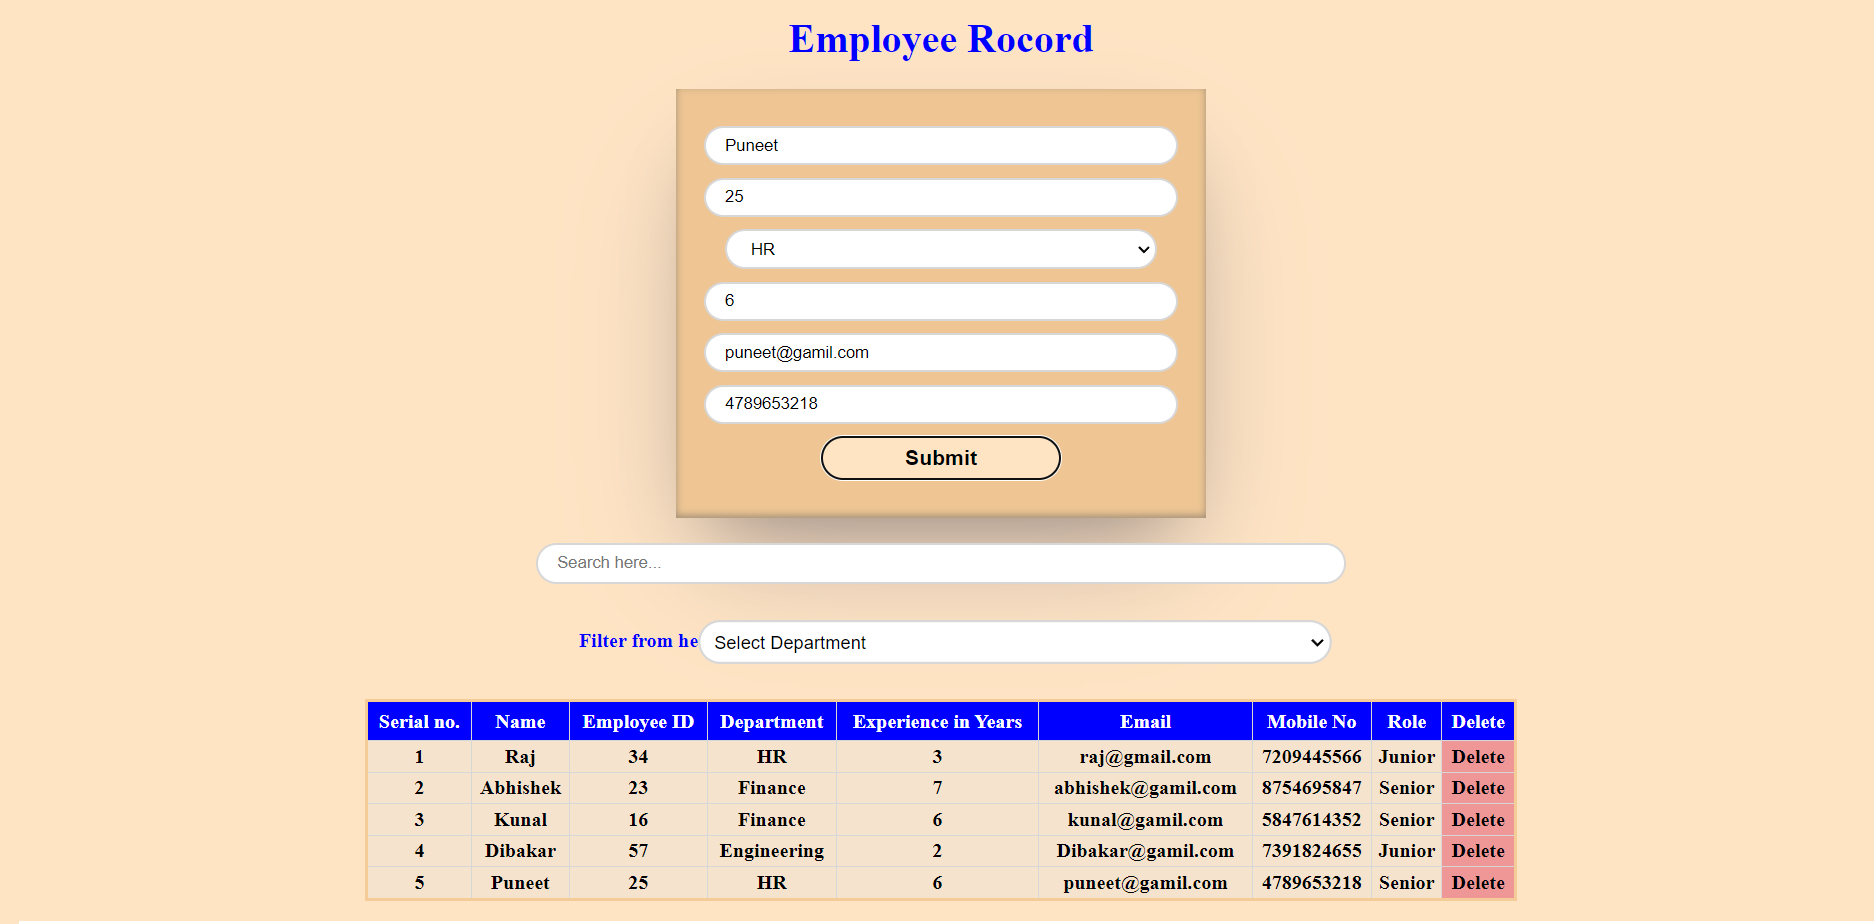 Employee Rocord
Puneet
25
HR
6
puneet@gamil.com
4789653218
Submit
Search here...
Filter from he
Select Department
Serial no. Name Employee ID Department Experience in Years Email Mobile No Role Delete
1 Raj 34 HR 3 raj@gmail.com 7209445566 Junior Delete
2 Abhishek 23 Finance 7 abhishek@gamil.com 8754695847 Senior Delete
3 Kunal 16 Finance 6 kunal@gamil.com 5847614352 Senior Delete
4 Dibakar 57 Engineering 2 Dibakar@gamil.com 7391824655 Junior Delete
5 Puneet 25 HR 6 puneet@gamil.com 4789653218 Senior Delete